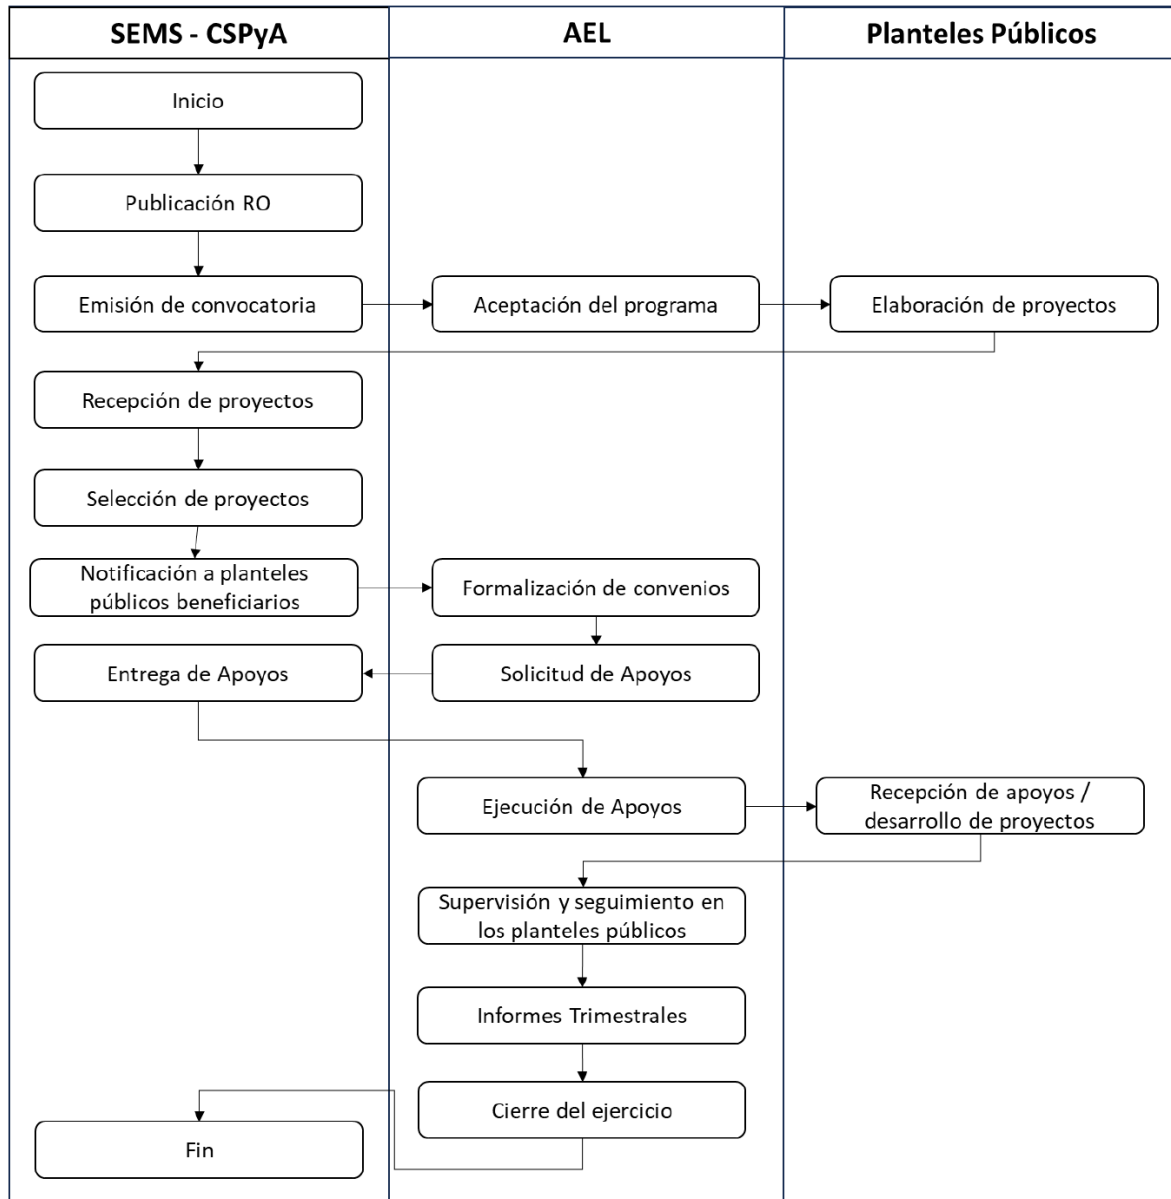 SEMS - CSPyA
AEL
Planteles Públicos
Inicio
Publicación RO
Emisión de convocatoria
Aceptación del programa
Elaboración de proyectos
Recepción de proyectos
Selección de proyectos
Notificación a planteles
públicos beneficiarios
Formalización de convenios
Entrega de Apoyos
Solicitud de Apoyos
Ejecución de Apoyos
Recepción de apoyos /
desarrollo de proyectos
Supervisión y seguimiento en
los planteles públicos
Informes Trimestrales
Cierre del ejercicio
Fin